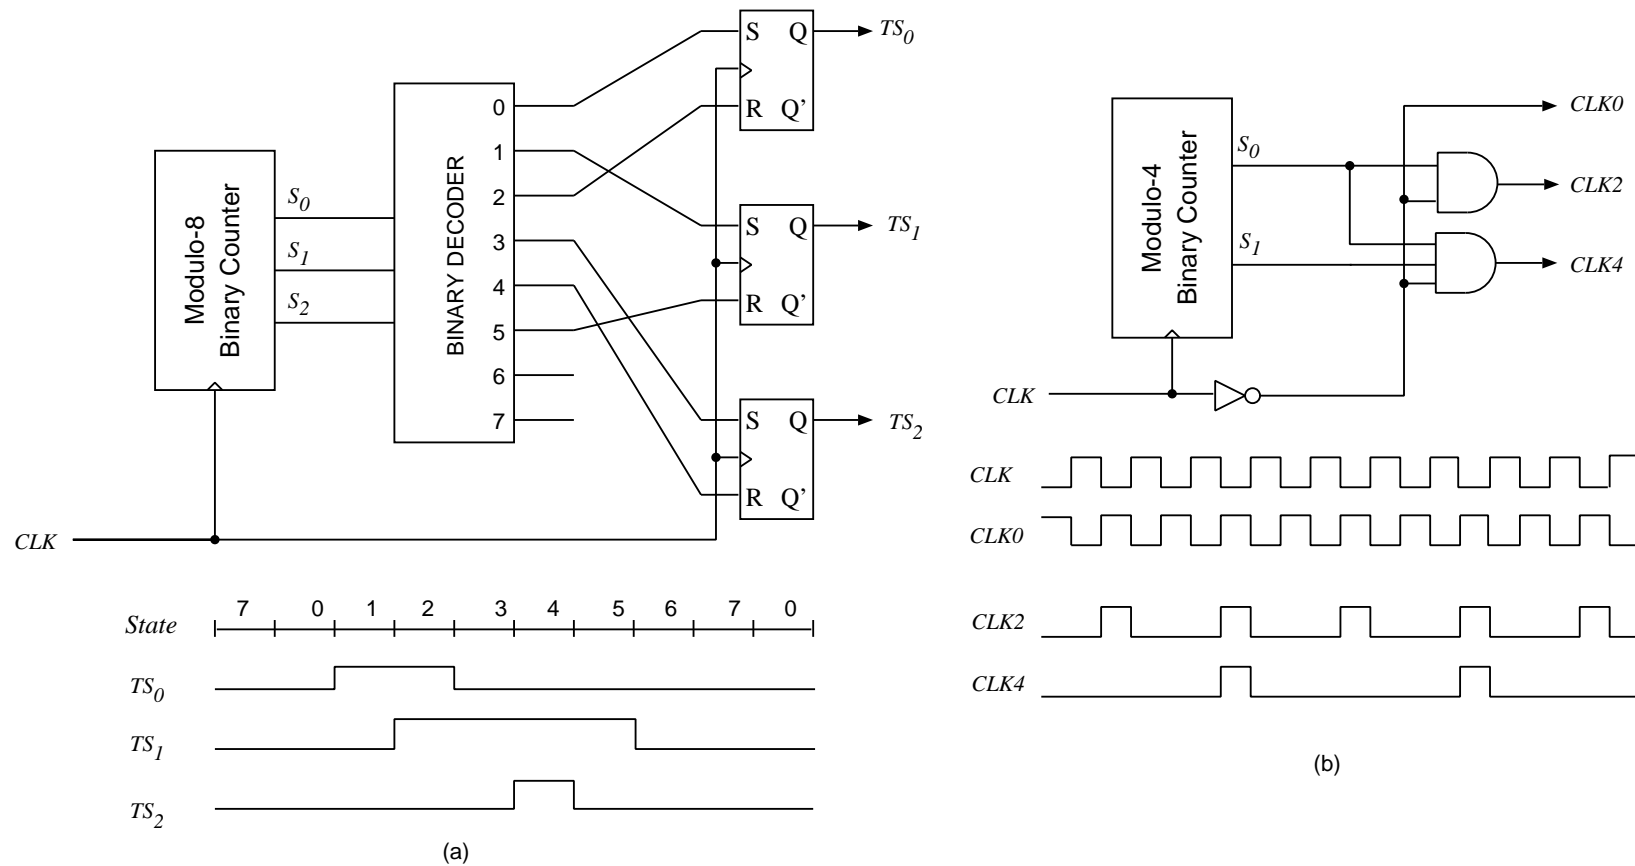 S Q TS0
R Q'
S Q TS1
R Q'
S Q TS2
R Q'
Modulo-8
Binary Counter
S0
S1
S2
BINARY DECODER
0
1
2
3
4
5
6
7
CLK
State 7 0 1 2 3 4 5 6 7 0
TS0
TS1
TS2
(a)
Modulo-4
Binary Counter
S0
S1
CLK0
CLK2
CLK4
CLK
CLK
CLK0
CLK2
CLK4
(b)